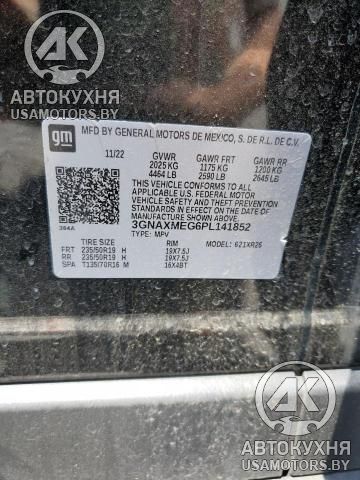 AK
АВТОКУХНЯ
USAMOTORS.BY
gm
MFD BY GENERAL MOTORS DE MEXICO, S. DE R.L. DE C.V.
11/22 GVWR GAWR FRT GAWR RR
2025 KG 1175 KG 1200 KG
4464 LB 2590 LB 2645 LB
THIS VEHICLE CONFORMS TO ALL
APPLICABLE U.S. FEDERAL MOTOR
VEHICLE SAFETY AND THEFT
PREVENTION STANDARDS IN EFFECT
ON THE DATE OF MANUFACTURE
SHOWN ABOVE.
394A 3GNAXMEG6PL141852
TYPE: MPV MODEL: 621XR26
TIRE SIZE RIM
FRT 235/50R19 H 19X7.5J
RR 235/50R19 H 19X7.5J
SPA T135/70R16 M 16X4BT
AK
АВТОКУХНЯ
USAMOTORS.BY